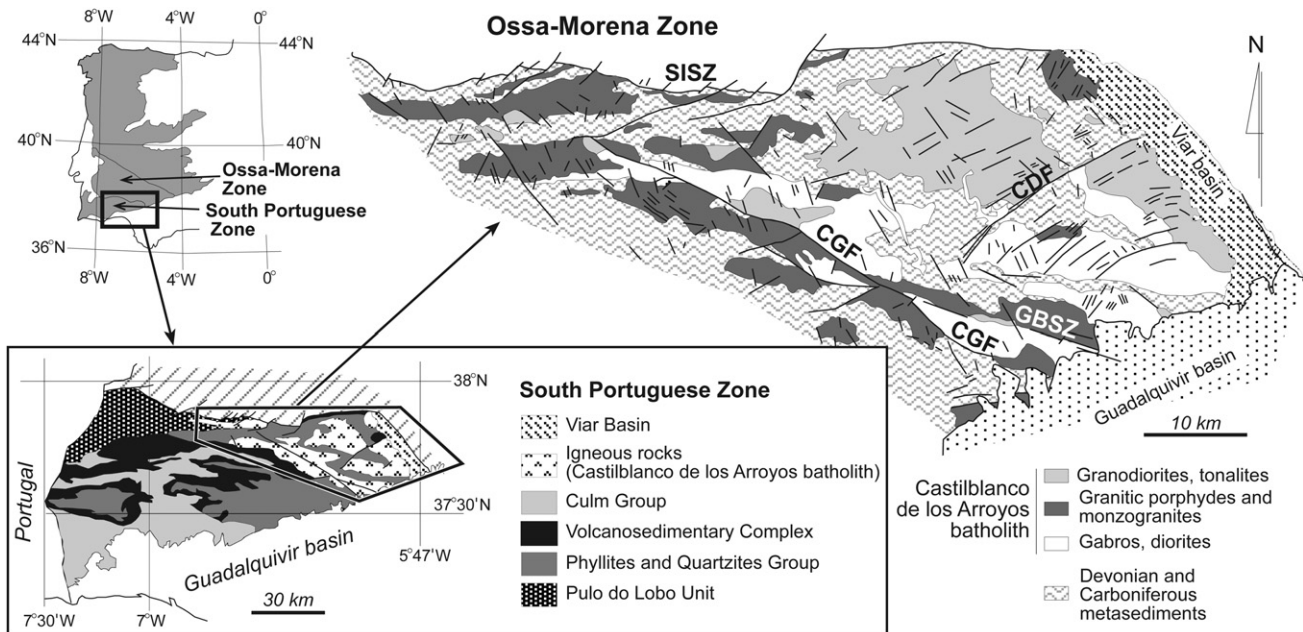 8°W
4°W
0°
44°N
44°N
40°N
40°N
Ossa-Morena
Zone
South Portuguese
Zone
36°N
8°W
4°W
0°
Ossa-Morena Zone
SISZ
N
Viar basin
CDF
CGF
GBSZ
CGF
Guadalquivir basin
10 km
Castilblanco
de los Arroyos
batholith
Granodiorites, tonalites
Granitic porphydes and
monzogranites
Gabros, diorites
Devonian and
Carboniferous
metasediments
38°N
Portugal
37°30'N
5°47'W
Guadalquivir basin
30 km
7°30'W
7°W
South Portuguese Zone
Viar Basin
Igneous rocks
(Castilblanco de los Arroyos batholith)
Culm Group
Volcanosedimentary Complex
Phyllites and Quartzites Group
Pulo do Lobo Unit